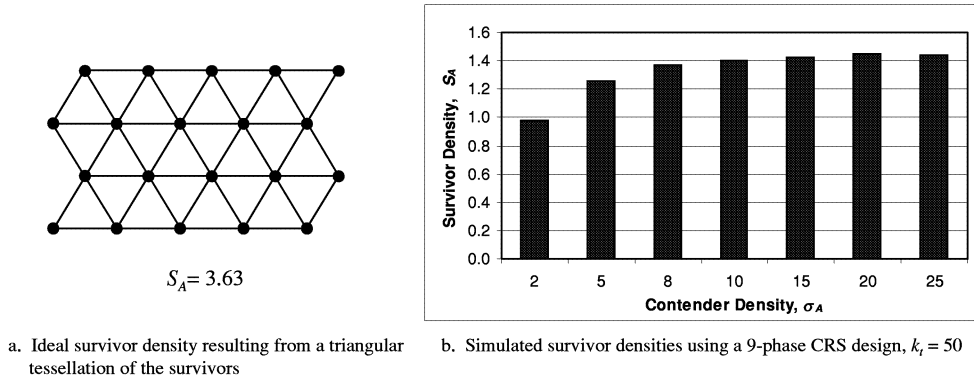 S_A= 3.63
a. Ideal survivor density resulting from a triangular
tessellation of the survivors
Survivor Density, S_A
1.6
1.4
1.2
1.0
0.8
0.6
0.4
0.2
0.0
2 5 8 10 15 20 25
Contender Density, σ_A
b. Simulated survivor densities using a 9-phase CRS design, k_t = 50